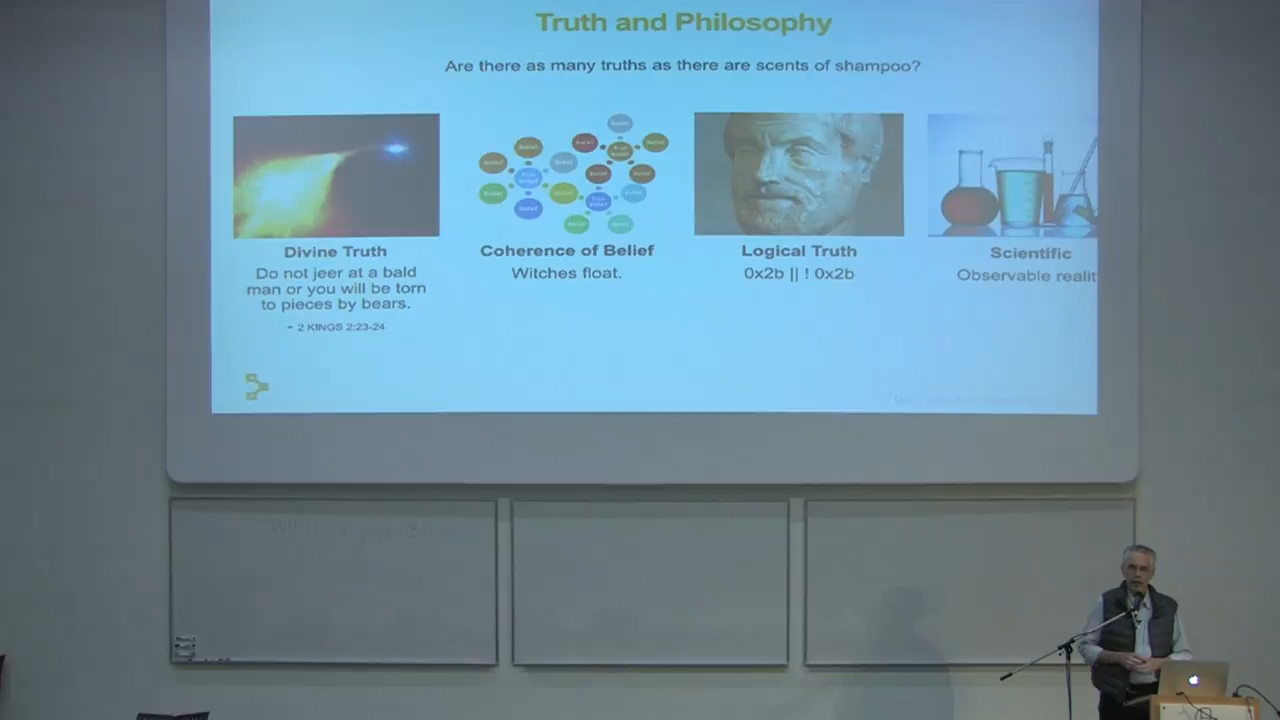 Truth and Philosophy
Are there as many truths as there are scents of shampoo?
Divine Truth
Do not jeer at a bald
man or you will be torn
to pieces by bears.
- 2 KINGS 2:23-24
Coherence of Belief
Witches float.
Logical Truth
0x2b || ! 0x2b
Scientific
Observable realit